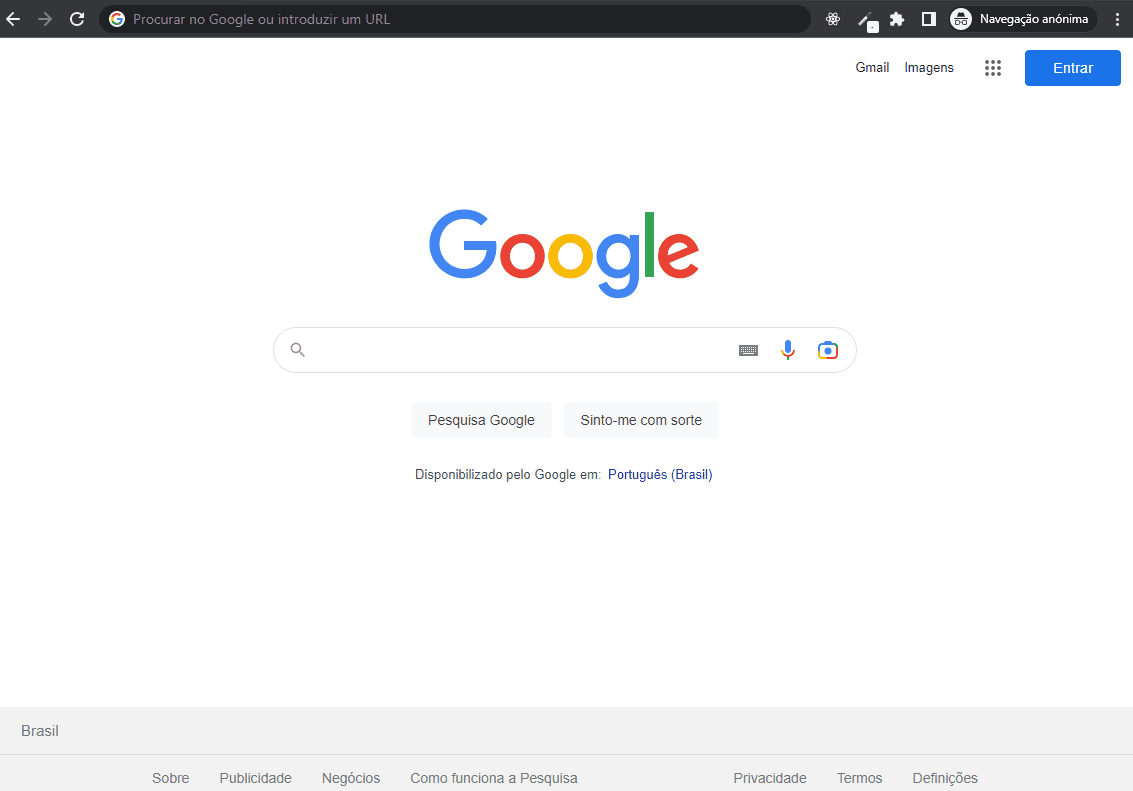 Procurar no Google ou introduzir um URL
Navegação anónima
Gmail Imagens Entrar
Google
Pesquisa Google Sinto-me com sorte
Disponibilizado pelo Google em: Português (Brasil)
Brasil
Sobre Publicidade Negócios Como funciona a Pesquisa Privacidade Termos Definições